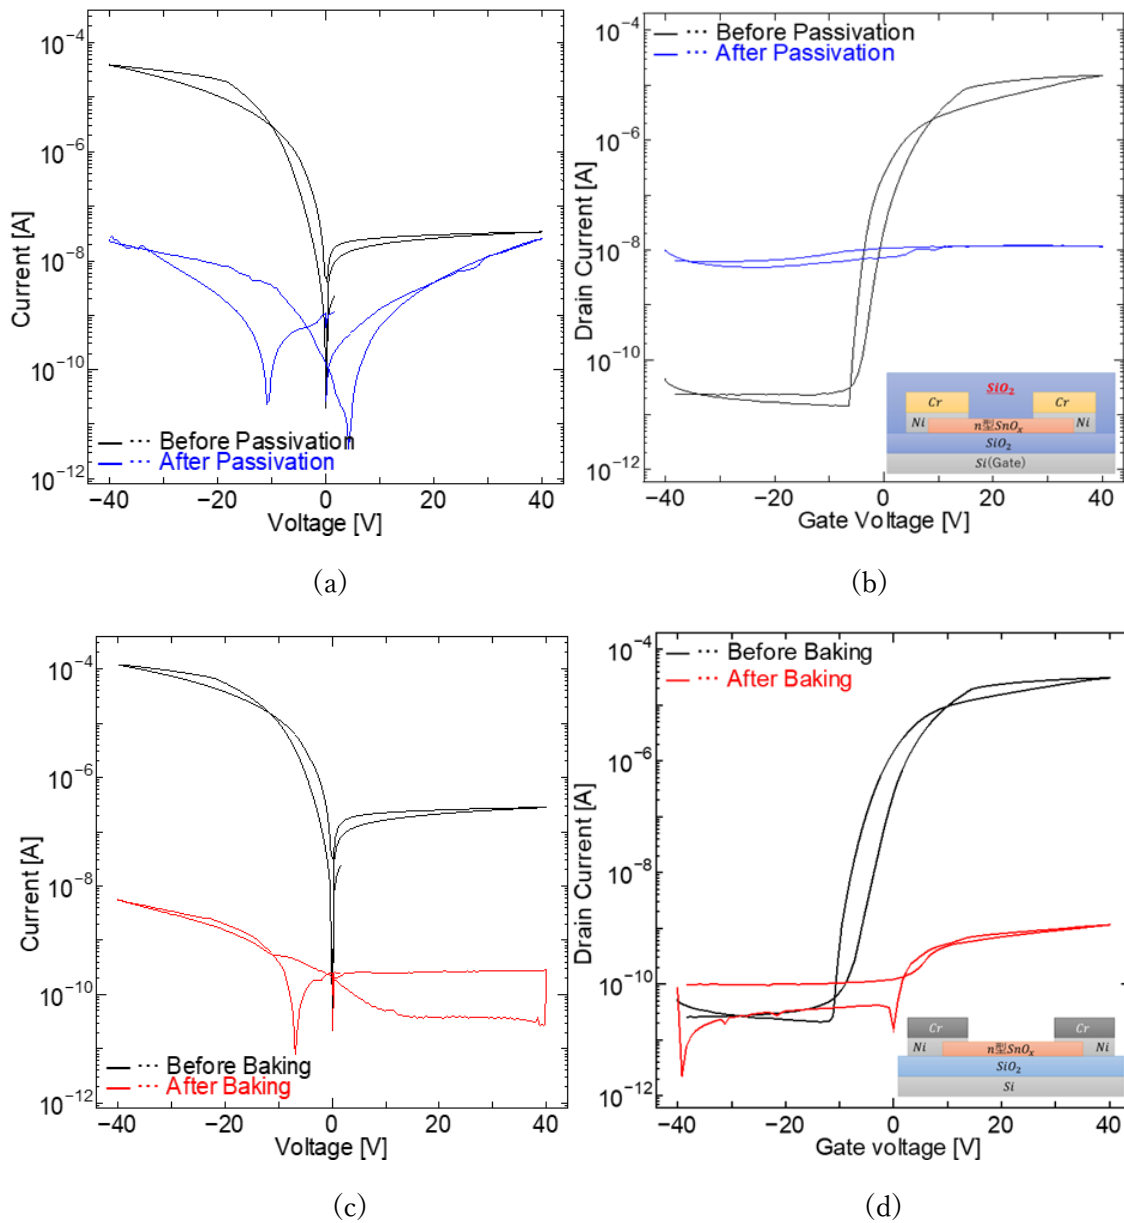 10⁻⁴
10⁻⁶
10⁻⁸
10⁻¹⁰
10⁻¹²
Current [A]
··· Before Passivation
··· After Passivation
−40 −20 0 20 40
Voltage [V]
(a)
··· Before Passivation
··· After Passivation
10⁻⁴
10⁻⁶
10⁻⁸
10⁻¹⁰
10⁻¹²
Drain Current [A]
SiO₂
Cr Cr
Ni n型SnOₓ Ni
SiO₂
Si(Gate)
−40 −20 0 20 40
Gate Voltage [V]
(b)
10⁻⁴
10⁻⁶
10⁻⁸
10⁻¹⁰
10⁻¹²
Current [A]
··· Before Baking
··· After Baking
−40 −20 0 20 40
Voltage [V]
(c)
··· Before Baking
··· After Baking
10⁻⁴
10⁻⁶
10⁻⁸
10⁻¹⁰
10⁻¹²
Drain Current [A]
Cr Cr
Ni n型SnOₓ Ni
SiO₂
Si
−40 −20 0 20 40
Gate voltage [V]
(d)